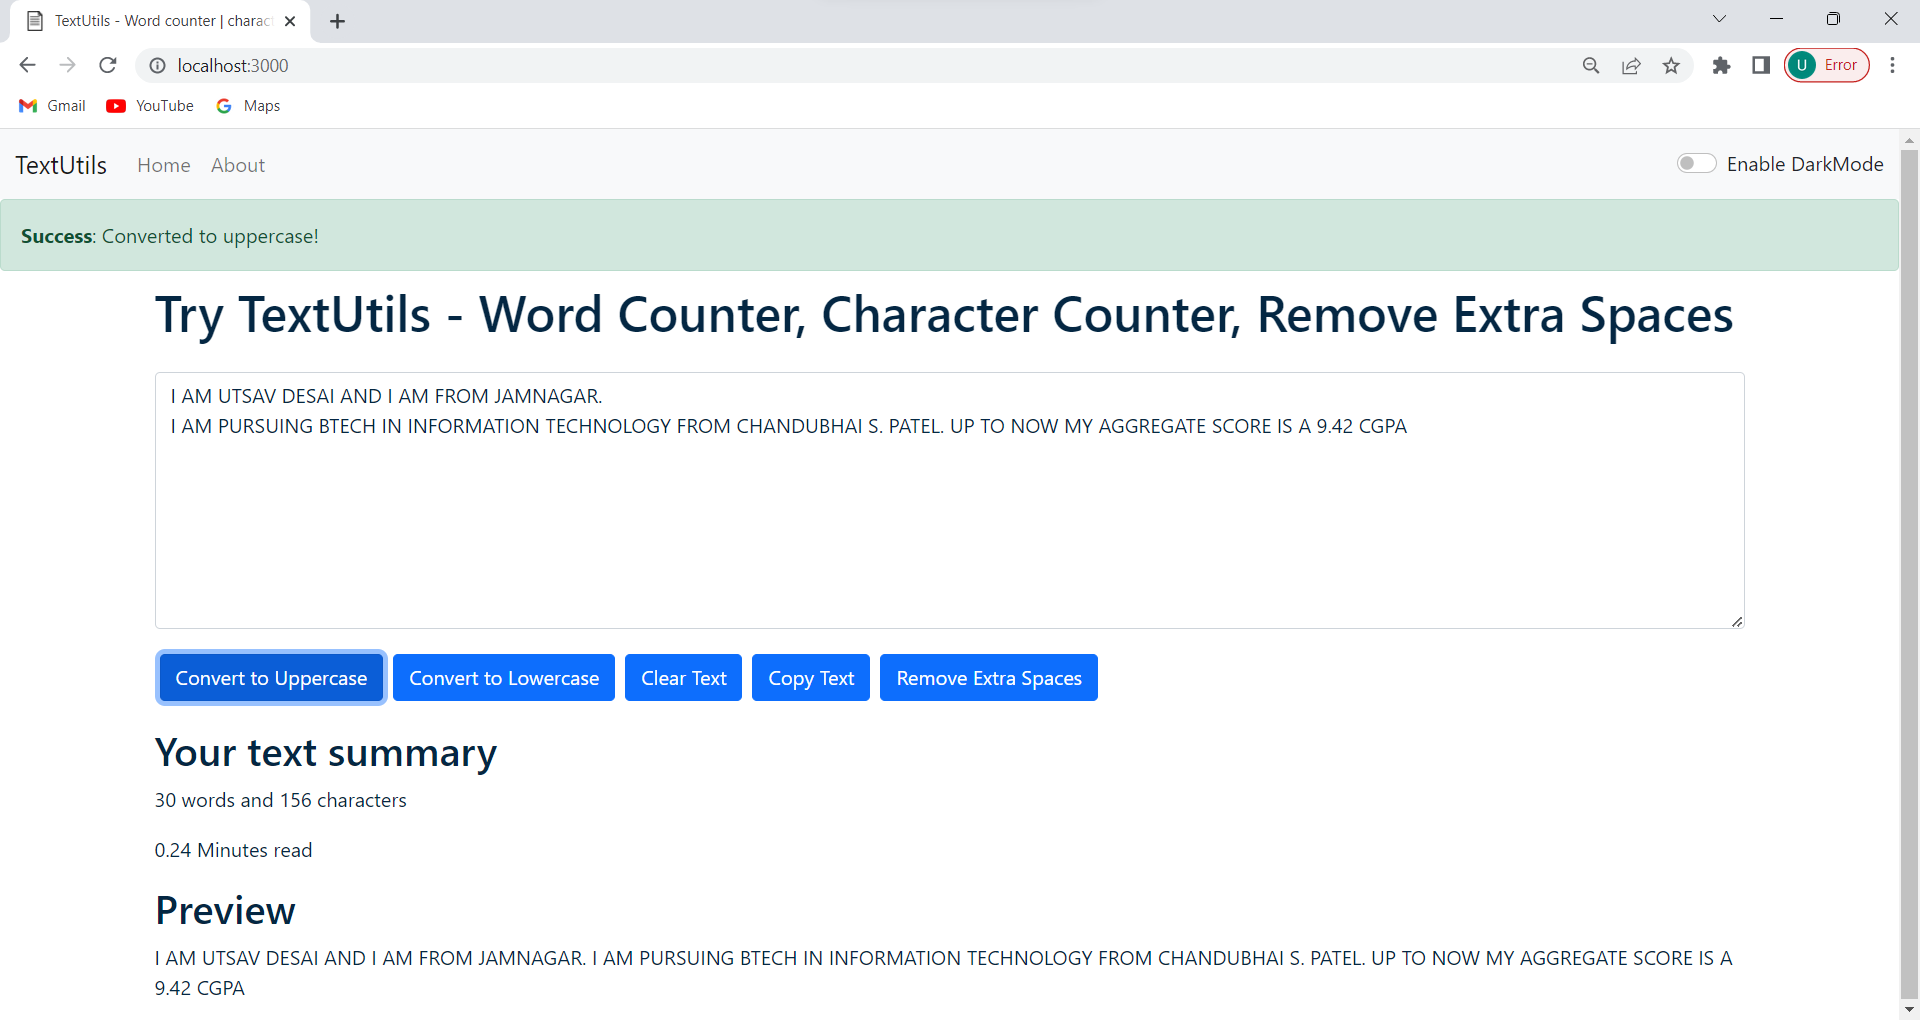 TextUtils - Word counter | charac
localhost:3000
U Error
Gmail YouTube Maps
TextUtils Home About Enable DarkMode
Success: Converted to uppercase!
Try TextUtils - Word Counter, Character Counter, Remove Extra Spaces
I AM UTSAV DESAI AND I AM FROM JAMNAGAR.
I AM PURSUING BTECH IN INFORMATION TECHNOLOGY FROM CHANDUBHAI S. PATEL. UP TO NOW MY AGGREGATE SCORE IS A 9.42 CGPA
Convert to Uppercase Convert to Lowercase Clear Text Copy Text Remove Extra Spaces
Your text summary
30 words and 156 characters
0.24 Minutes read
Preview
I AM UTSAV DESAI AND I AM FROM JAMNAGAR. I AM PURSUING BTECH IN INFORMATION TECHNOLOGY FROM CHANDUBHAI S. PATEL. UP TO NOW MY AGGREGATE SCORE IS A
9.42 CGPA